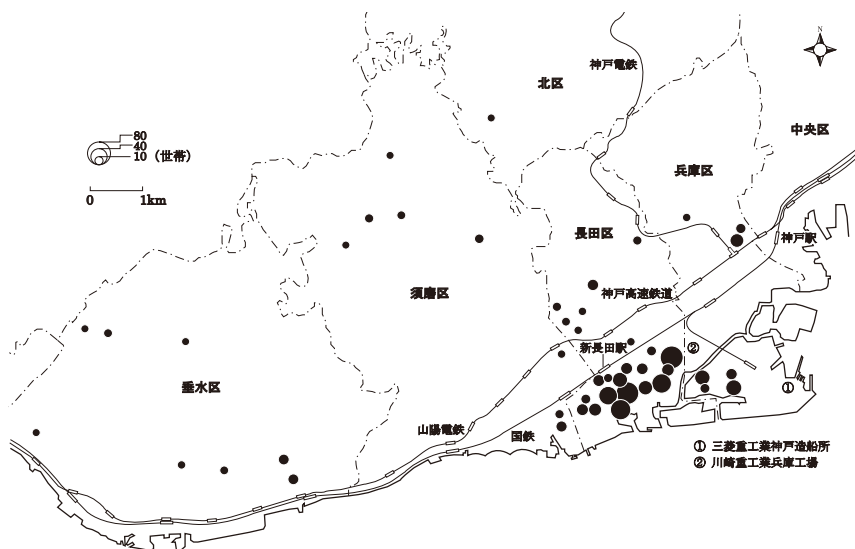 N
北区
神戸電鉄
中央区
80
40
10（世帯）
0 1km
兵庫区
長田区
神戸駅
須磨区
神戸高速鉄道
新長田駅
②
①
垂水区
山陽電鉄
国鉄
① 三菱重工業神戸造船所
② 川崎重工業兵庫工場